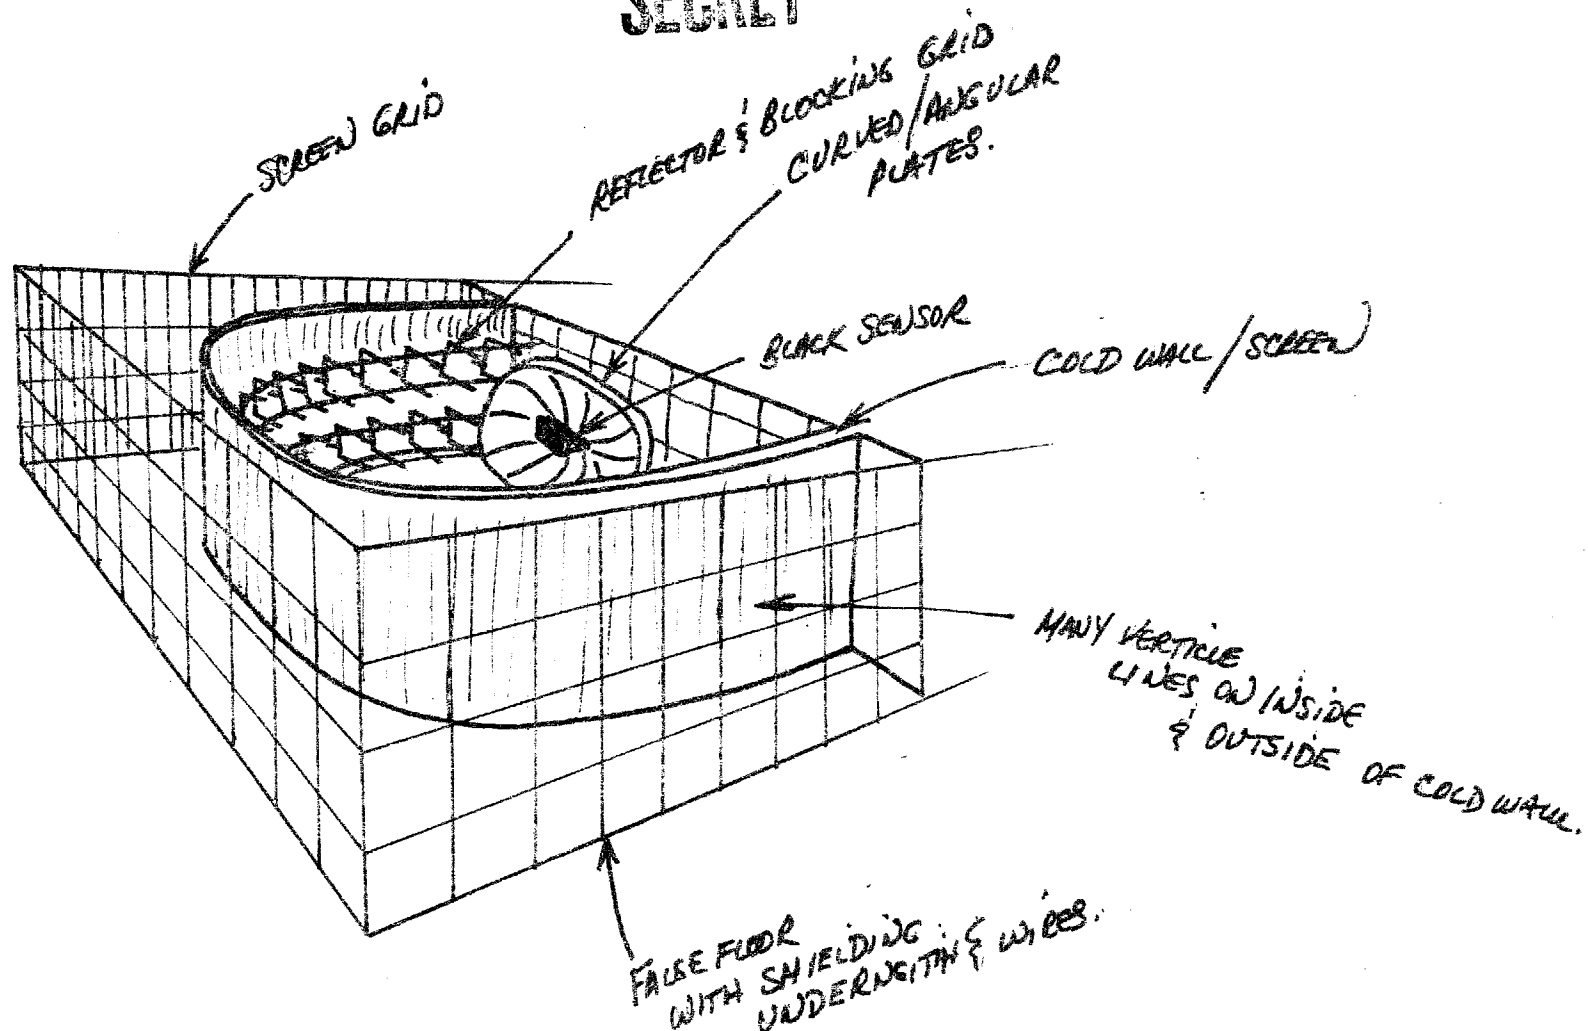 SECRET
SCREEN GRID
REFLECTOR & BLOCKING GRID
CURVED/ANGULAR
PLATES.
BLACK SENSOR
COLD WALL/SCREEN
MANY VERTICLE
LINES ON INSIDE
& OUTSIDE OF COLD WALL.
FALSE FLOOR
WITH SHIELDING
UNDERNEITH & WIRES.